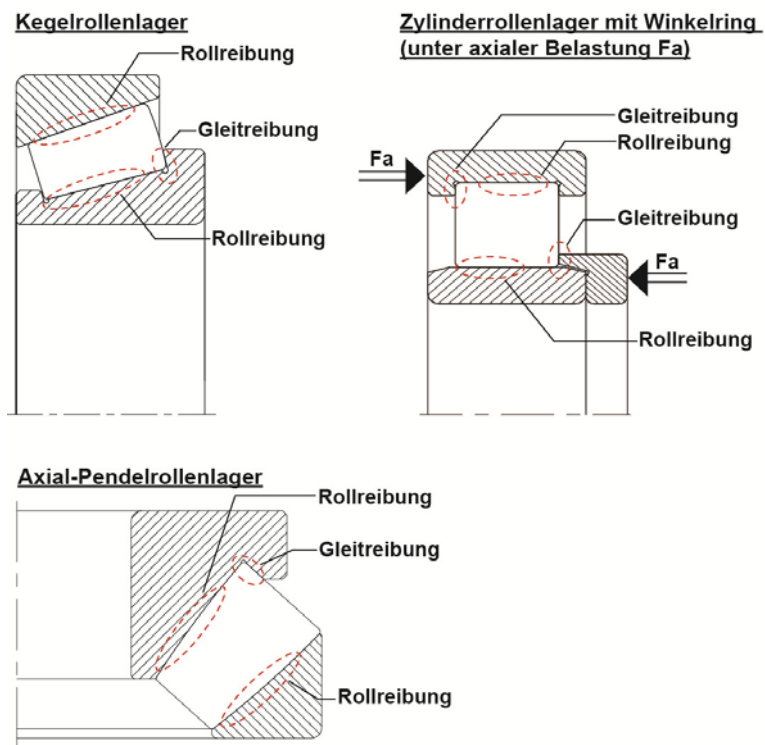 Kegelrollenlager
Rollreibung
Gleitreibung
Rollreibung
Zylinderrollenlager mit Winkelring
(unter axialer Belastung Fa)
Gleitreibung
Rollreibung
Fa
Gleitreibung
Fa
Rollreibung
Axial-Pendelrollenlager
Rollreibung
Gleitreibung
Rollreibung